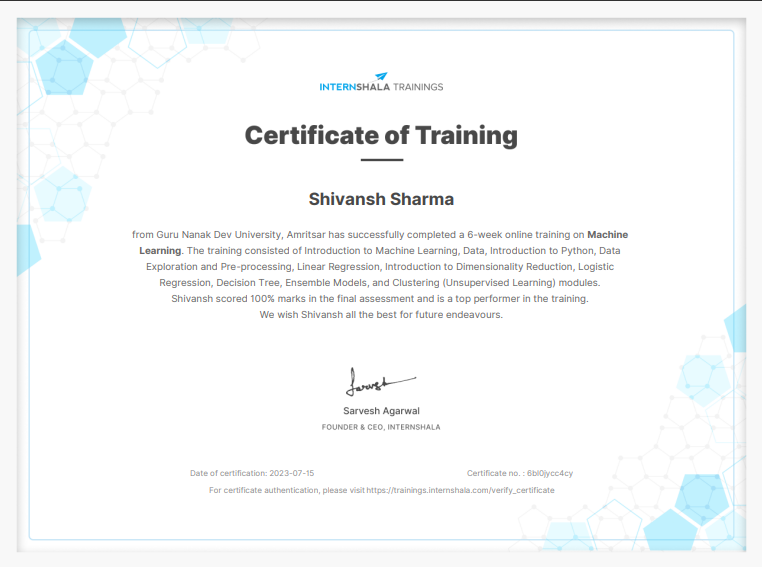 INTERNSHALA TRAININGS
Certificate of Training
Shivansh Sharma
from Guru Nanak Dev University, Amritsar has successfully completed a 6-week online training on Machine
Learning. The training consisted of Introduction to Machine Learning, Data, Introduction to Python, Data
Exploration and Pre-processing, Linear Regression, Introduction to Dimensionality Reduction, Logistic
Regression, Decision Tree, Ensemble Models, and Clustering (Unsupervised Learning) modules.
Shivansh scored 100% marks in the final assessment and is a top performer in the training.
We wish Shivansh all the best for future endeavours.
Sarvesh
Sarvesh Agarwal
FOUNDER & CEO, INTERNSHALA
Date of certification: 2023-07-15 Certificate no. : 6bl0jycc4cy
For certificate authentication, please visit https://trainings.internshala.com/verify_certificate